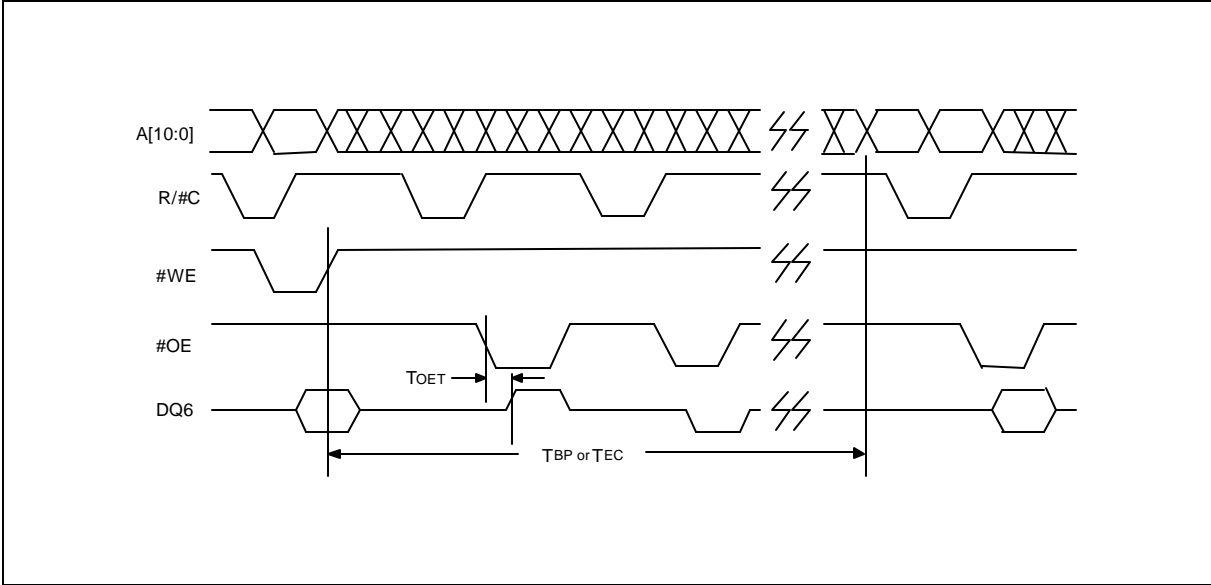 A[10:0]
R/#C
#WE
#OE
TOET
DQ6
TBP or TEC